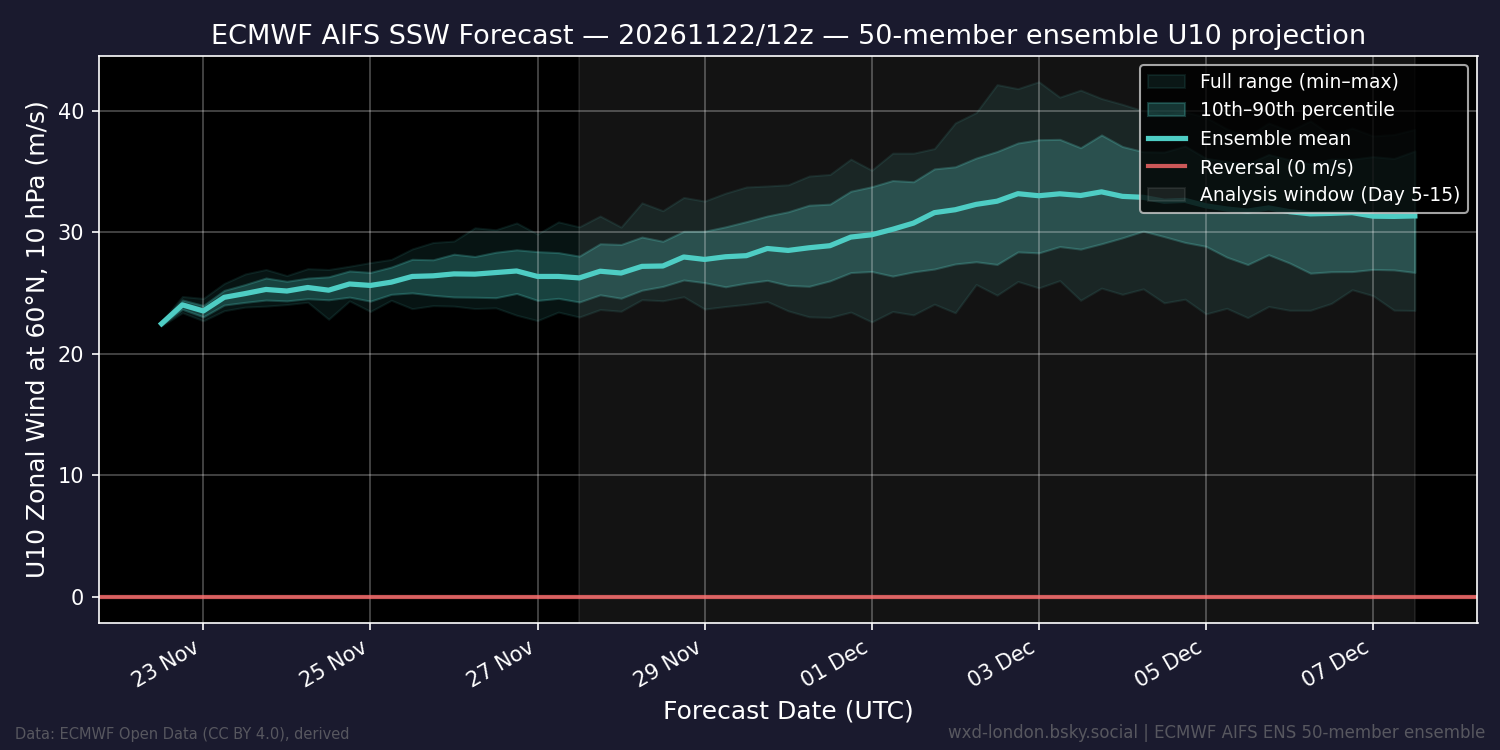 ECMWF AIFS SSW Forecast — 20261122/12z — 50-member ensemble U10 projection
U10 Zonal Wind at 60°N, 10 hPa (m/s)
40
30
20
10
0
Full range (min–max)
10th–90th percentile
Ensemble mean
Reversal (0 m/s)
Analysis window (Day 5-15)
23 Nov
25 Nov
27 Nov
29 Nov
01 Dec
03 Dec
05 Dec
07 Dec
Forecast Date (UTC)
Data: ECMWF Open Data (CC BY 4.0), derived
wxd-london.bsky.social | ECMWF AIFS ENS 50-member ensemble